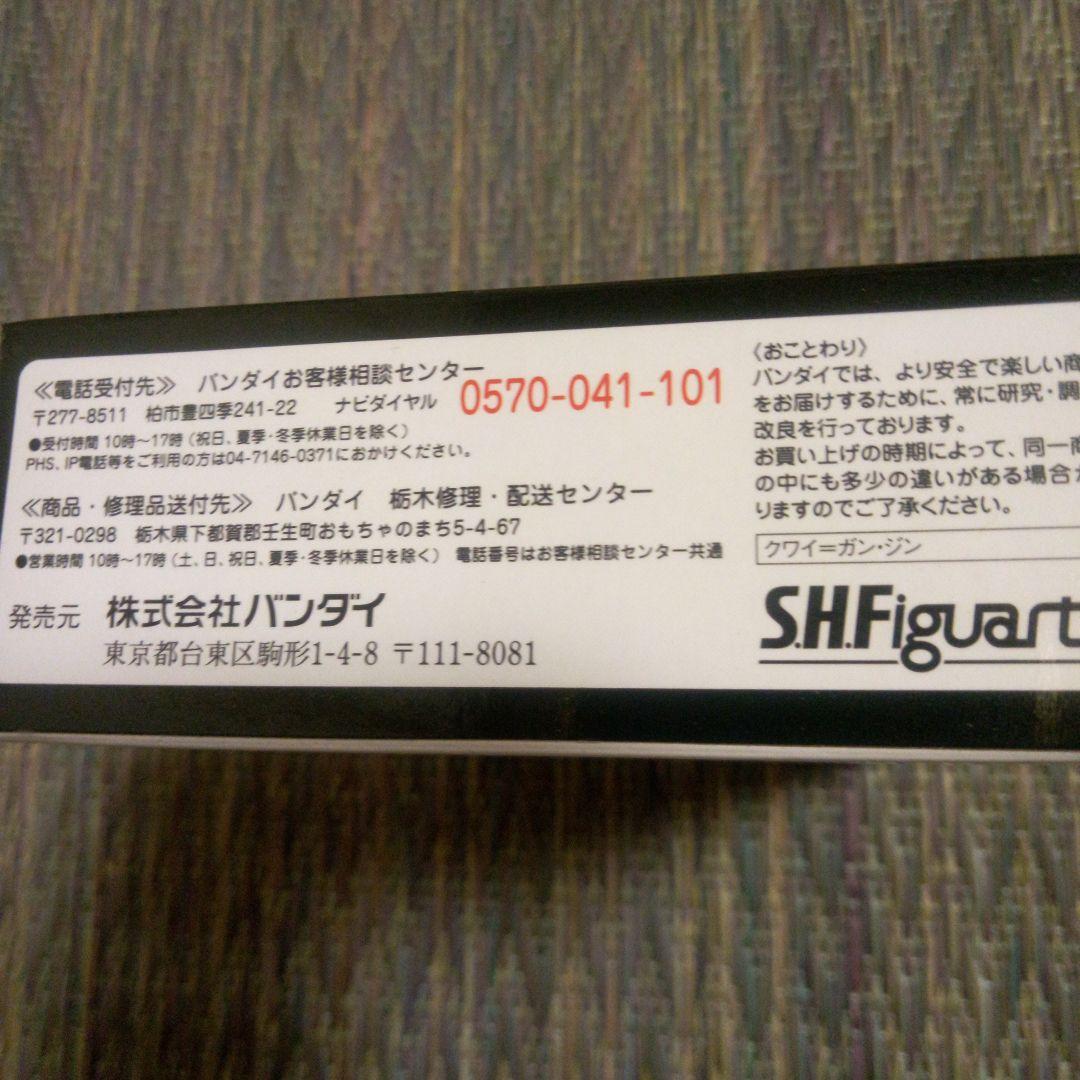 ≪電話受付先≫ バンダイお客様相談センター
〒277-8511 柏市豊四季241-22 ナビダイヤル 0570-041-101
●受付時間 10時～17時（祝日、夏季・冬季休業日を除く）
PHS、IP電話等をご利用の方は04-7146-0371におかけください。
≪商品・修理品送付先≫ バンダイ 栃木修理・配送センター
〒321-0298 栃木県下都賀郡壬生町おもちゃのまち5-4-67
●営業時間 10時～17時（土、日、祝日、夏季・冬季休業日を除く） 電話番号はお客様相談センター共通
発売元 株式会社バンダイ
東京都台東区駒形1-4-8 〒111-8081
〈おことわり〉
バンダイでは、より安全で楽しい商
をお届けするために、常に研究・調
改良を行っております。
お買い上げの時期によって、同一商
の中にも多少の違いがある場合が
りますのでご了承ください。
クワイ＝ガン・ジン
S.H.Figuart